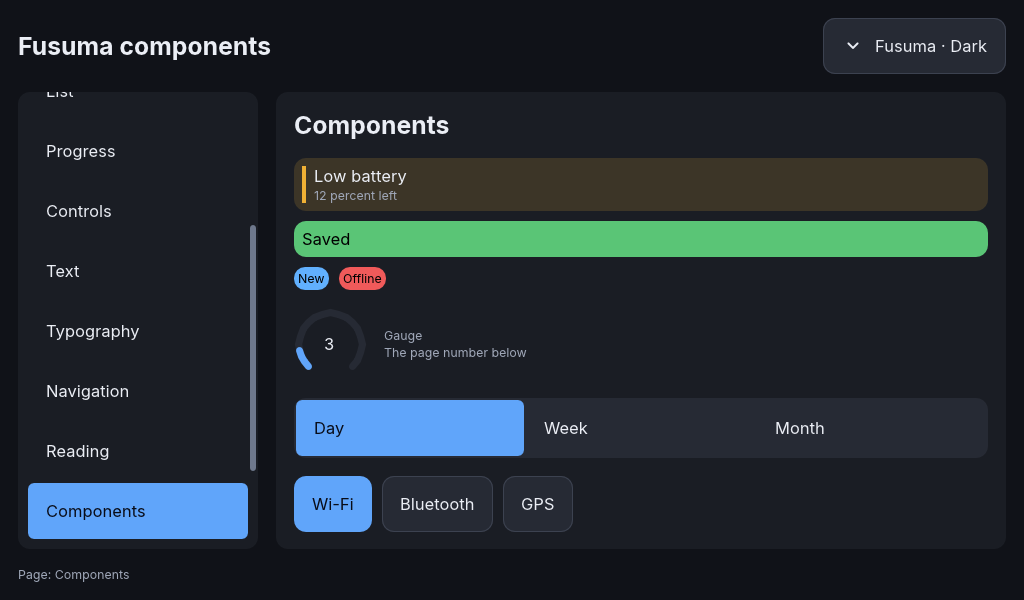 Fusuma components
Fusuma · Dark
List
Progress
Controls
Text
Typography
Navigation
Reading
Components
Components
Low battery
12 percent left
Saved
New
Offline
3
Gauge
The page number below
Day
Week
Month
Wi-Fi
Bluetooth
GPS
Page: Components